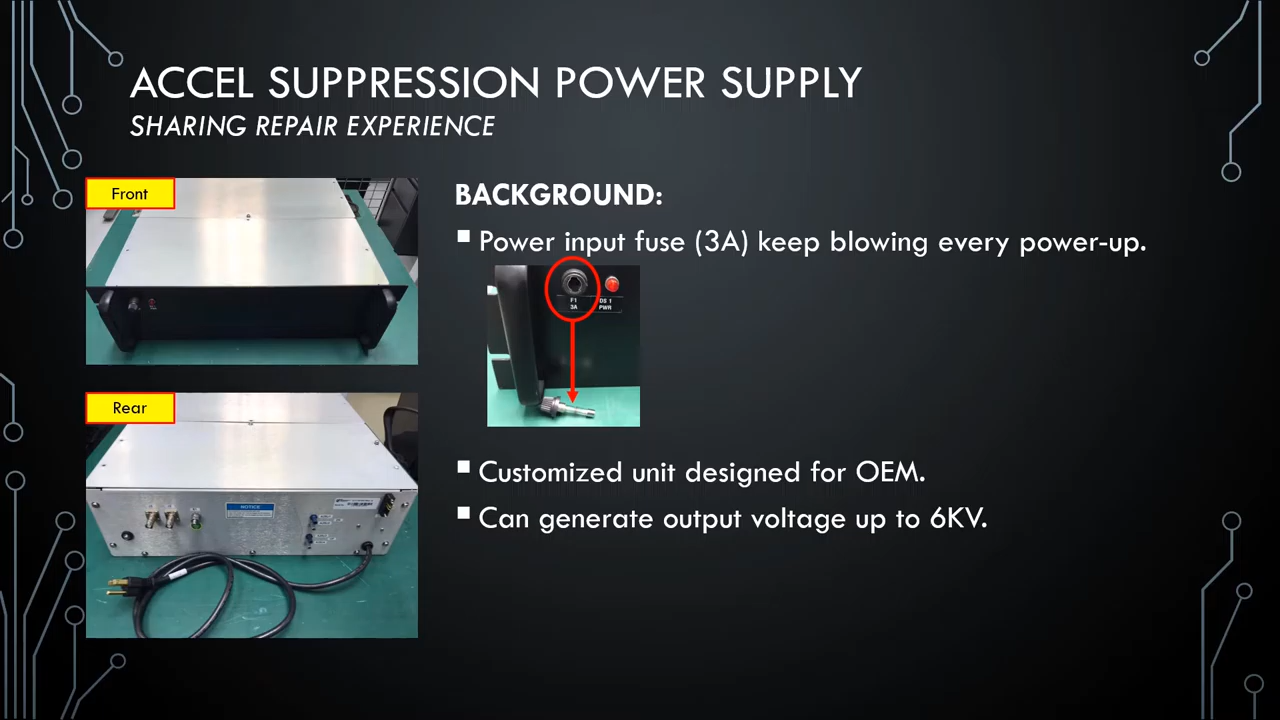 ACCEL SUPPRESSION POWER SUPPLY
SHARING REPAIR EXPERIENCE
Front
BACKGROUND:
Power input fuse (3A) keep blowing every power-up.
F1
3A
DS 1
PWR
Rear
NOTICE
Customized unit designed for OEM.
Can generate output voltage up to 6KV.